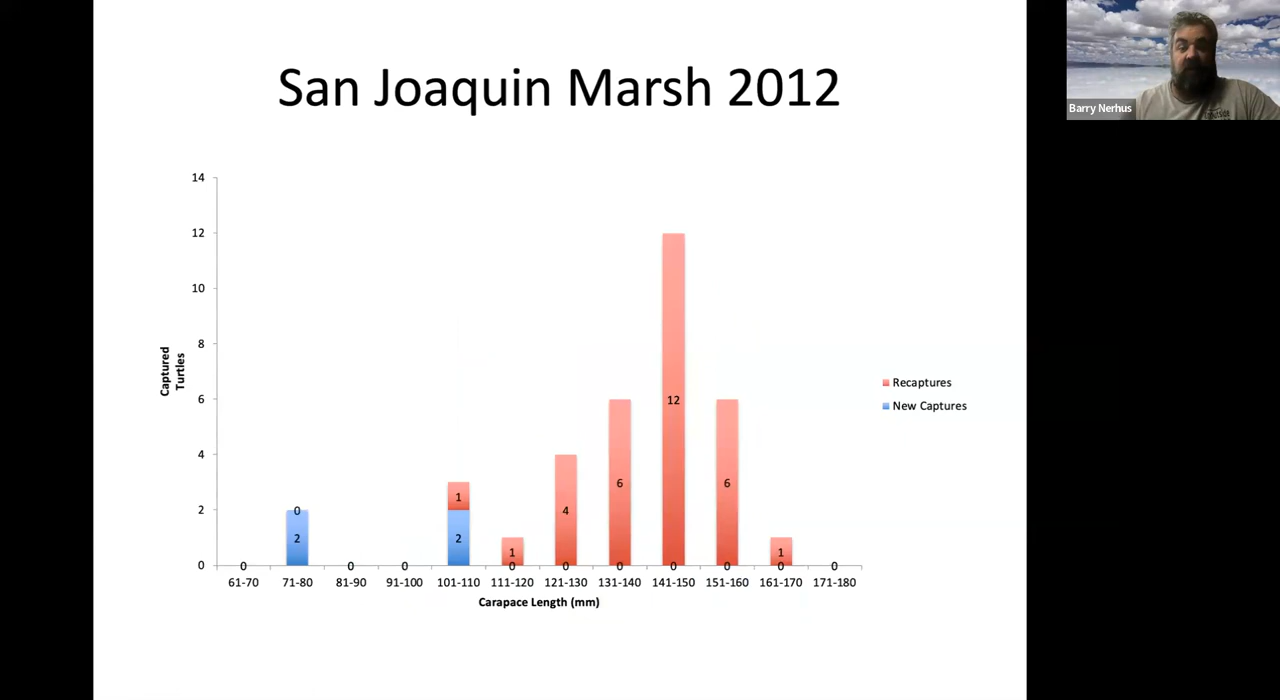 San Joaquin Marsh 2012
Barry Nerhus
14
12
10
8
6
4
2
0
Captured
Turtles
1
12
6
6
4
0
2
2
1
1
0 0 0 0 0 0 0 0 0 0
61-70 71-80 81-90 91-100 101-110 111-120 121-130 131-140 141-150 151-160 161-170 171-180
Carapace Length (mm)
Recaptures
New Captures